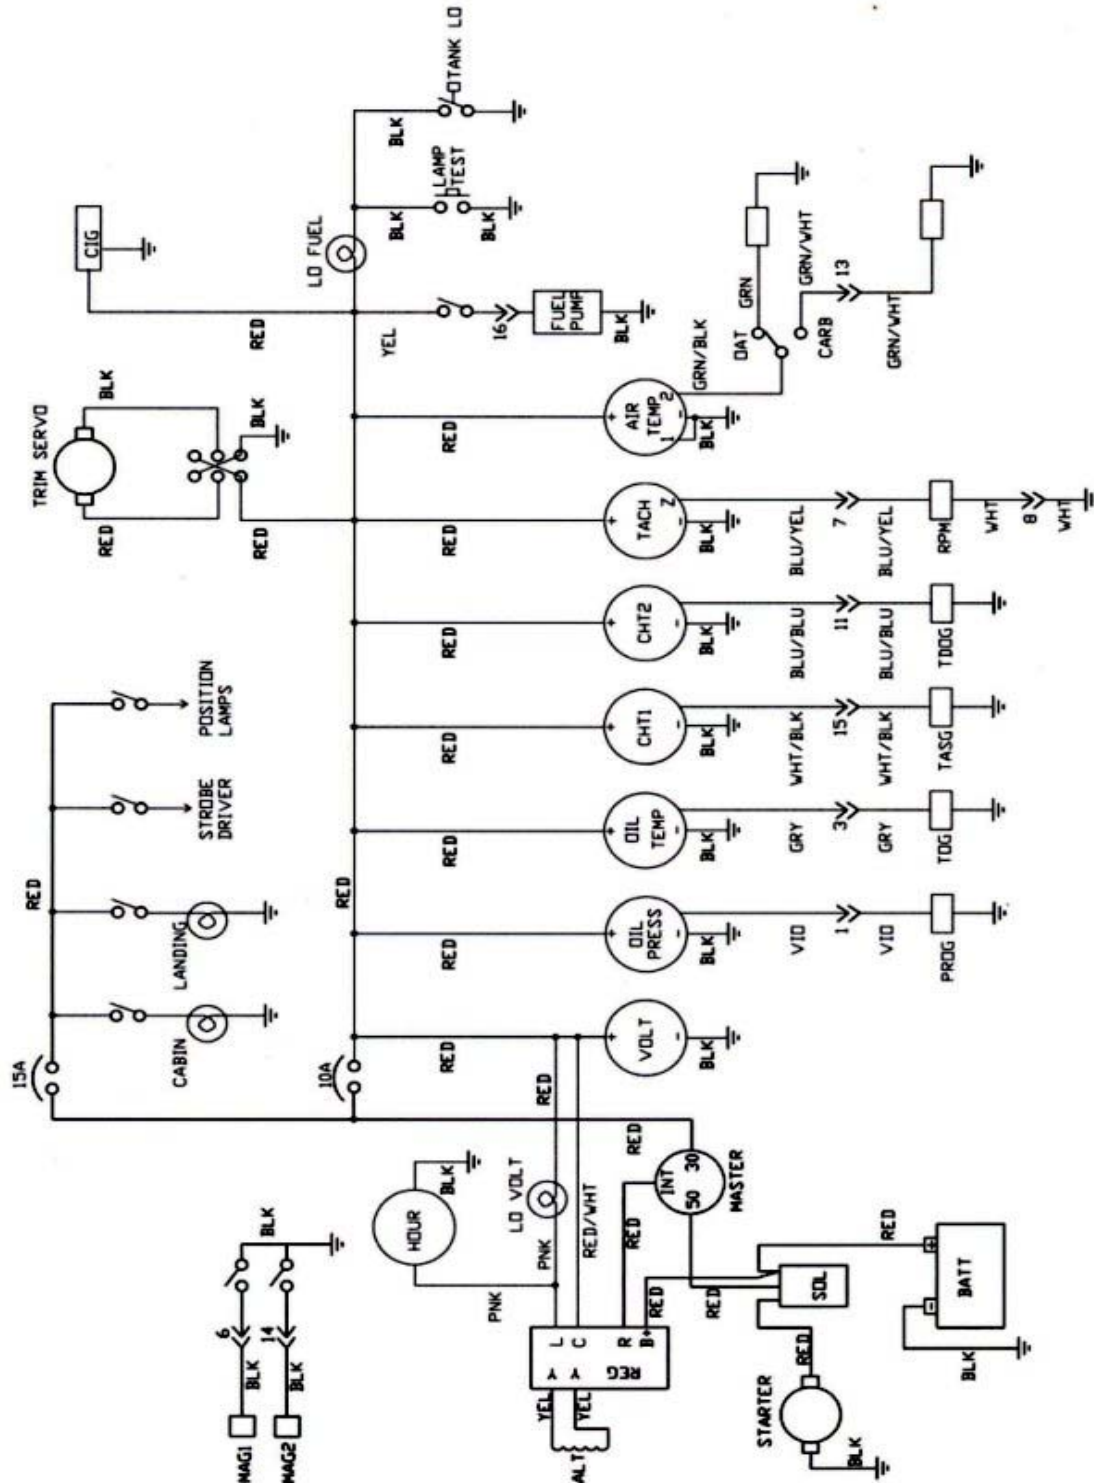 15A
RED
TRIM SERVO
CIG
RED
BLK
CABIN
LANDING
STROBE
DRIVER
POSITION
LAMPS
MAG1
BLK
6
MAG2
BLK
14
BLK
RED
BLK
RED
10A
RED
LO FUEL
HOUR
BLK
YEL
BLK
BLK
RED
RED
RED
RED
RED
RED
RED
LAMP
TEST
TANK LO
BLK
PNK
16
LO VOLT
PNK
RED
RED/WHT
FUEL
PUMP
BLK
ALT
YEL
YEL
Y
Y
L
C
R
B+
REG
RED
RED
RED
RED
INT
50
30
MASTER
VOLT
OIL
PRESS
OIL
TEMP
CHT1
CHT2
TACH
Z
AIR
TEMP
1
2
BLK
BLK
BLK
BLK
BLK
BLK
BLK
GRN/BLK
OAT
GRN
STARTER
BLK
RED
SOL
RED
VIO
GRY
WHT/BLK
BLU/BLU
BLU/YEL
CARB
GRN/WHT
1
3
15
11
7
13
VIO
GRY
WHT/BLK
BLU/BLU
BLU/YEL
GRN/WHT
BLK
BATT
PROG
TOG
TASG
TDOG
RPM
WHT
8
WHT